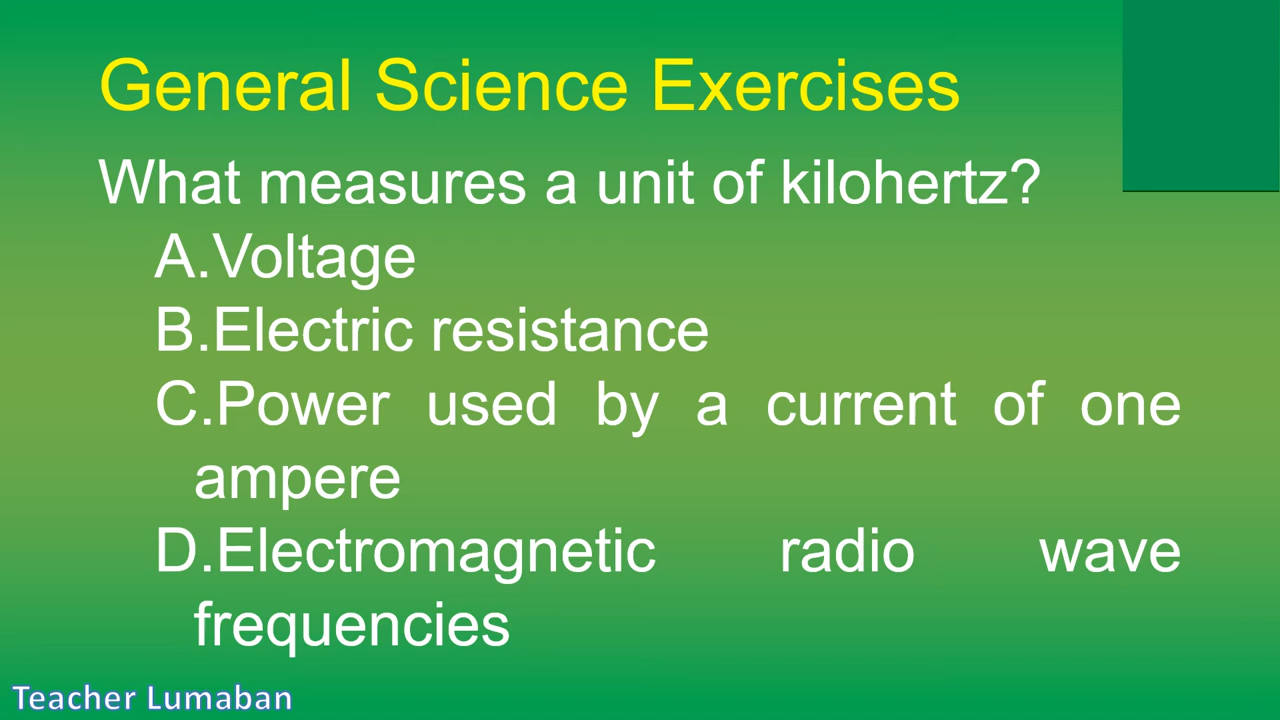 General Science Exercises
What measures a unit of kilohertz?
A.Voltage
B.Electric resistance
C.Power used by a current of one
ampere
D.Electromagnetic radio wave
frequencies
Teacher Lumaban